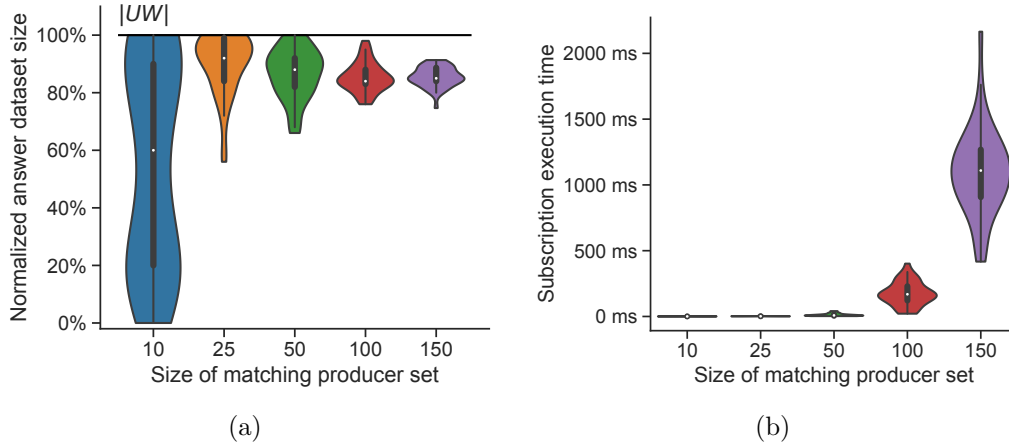 |UW|
Normalized answer dataset size
100%
80%
60%
40%
20%
0%
10 25 50 100 150
Size of matching producer set
(a)
Subscription execution time
2000 ms
1500 ms
1000 ms
500 ms
0 ms
10 25 50 100 150
Size of matching producer set
(b)